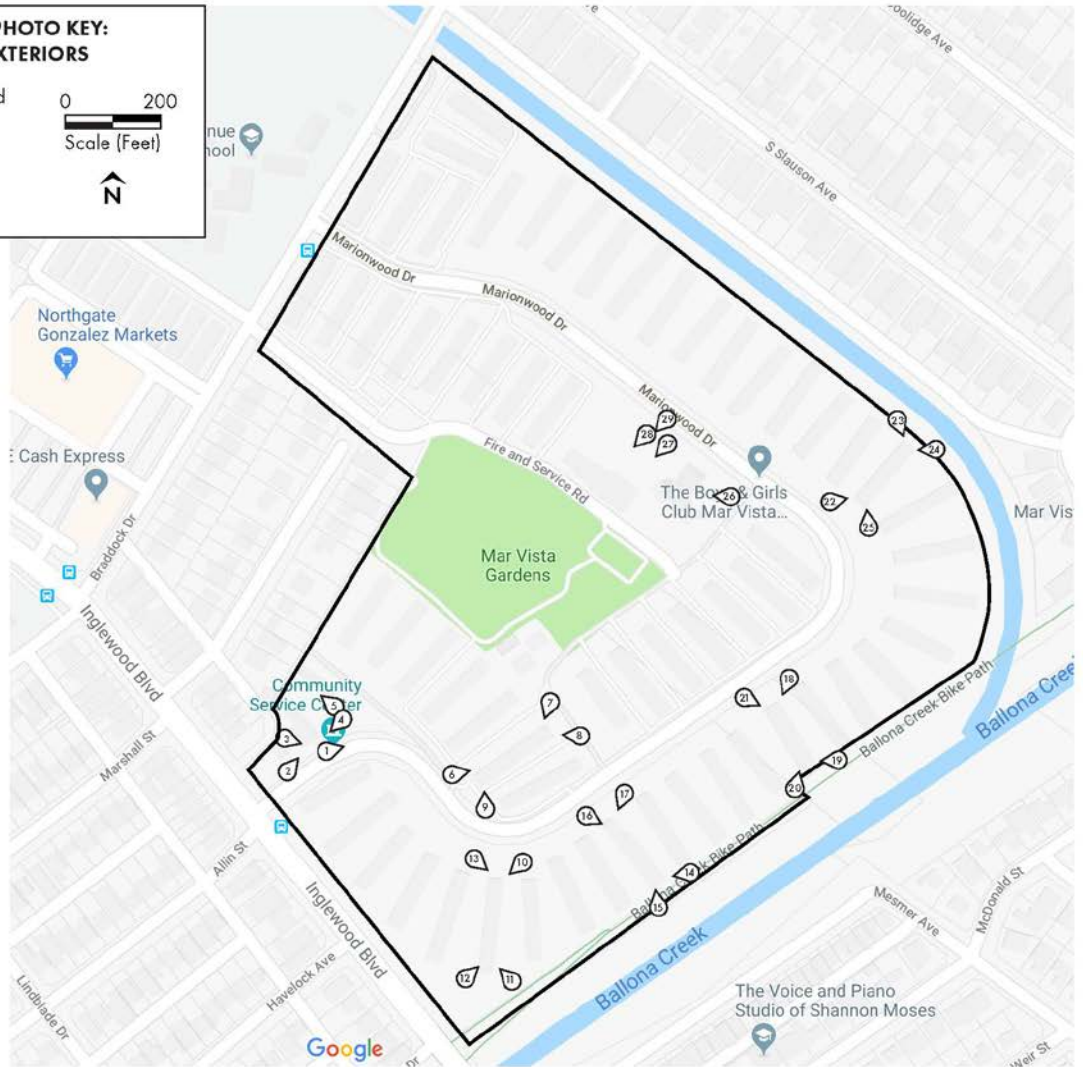 PHOTO KEY:
EXTERIORS
0 200
Scale (Feet)
N
Coolidge Ave
S Slauson Ave
Marionwood Dr
Marionwood Dr
Marionwood Dr
Northgate
Gonzalez Markets
Cash Express
Braddock Dr
Fire and Service Rd
29
28
27
26
The Boys & Girls
Club Mar Vista...
23
24
22
25
Mar Vis
Mar Vista
Gardens
Inglewood Blvd
Marshall St
Community
Service Center
5
4
3
1
2
7
8
6
9
18
21
17
16
19
20
Ballona Creek Bike Path
Ballona Creek
13
10
14
15
Ballona Creek Bike Path
Ballona Creek
Allin St
Inglewood Blvd
12
11
Havelock Ave
Lindblade Dr
Mesmer Ave
McDonald St
The Voice and Piano
Studio of Shannon Moses
Weir St
Dr
Google